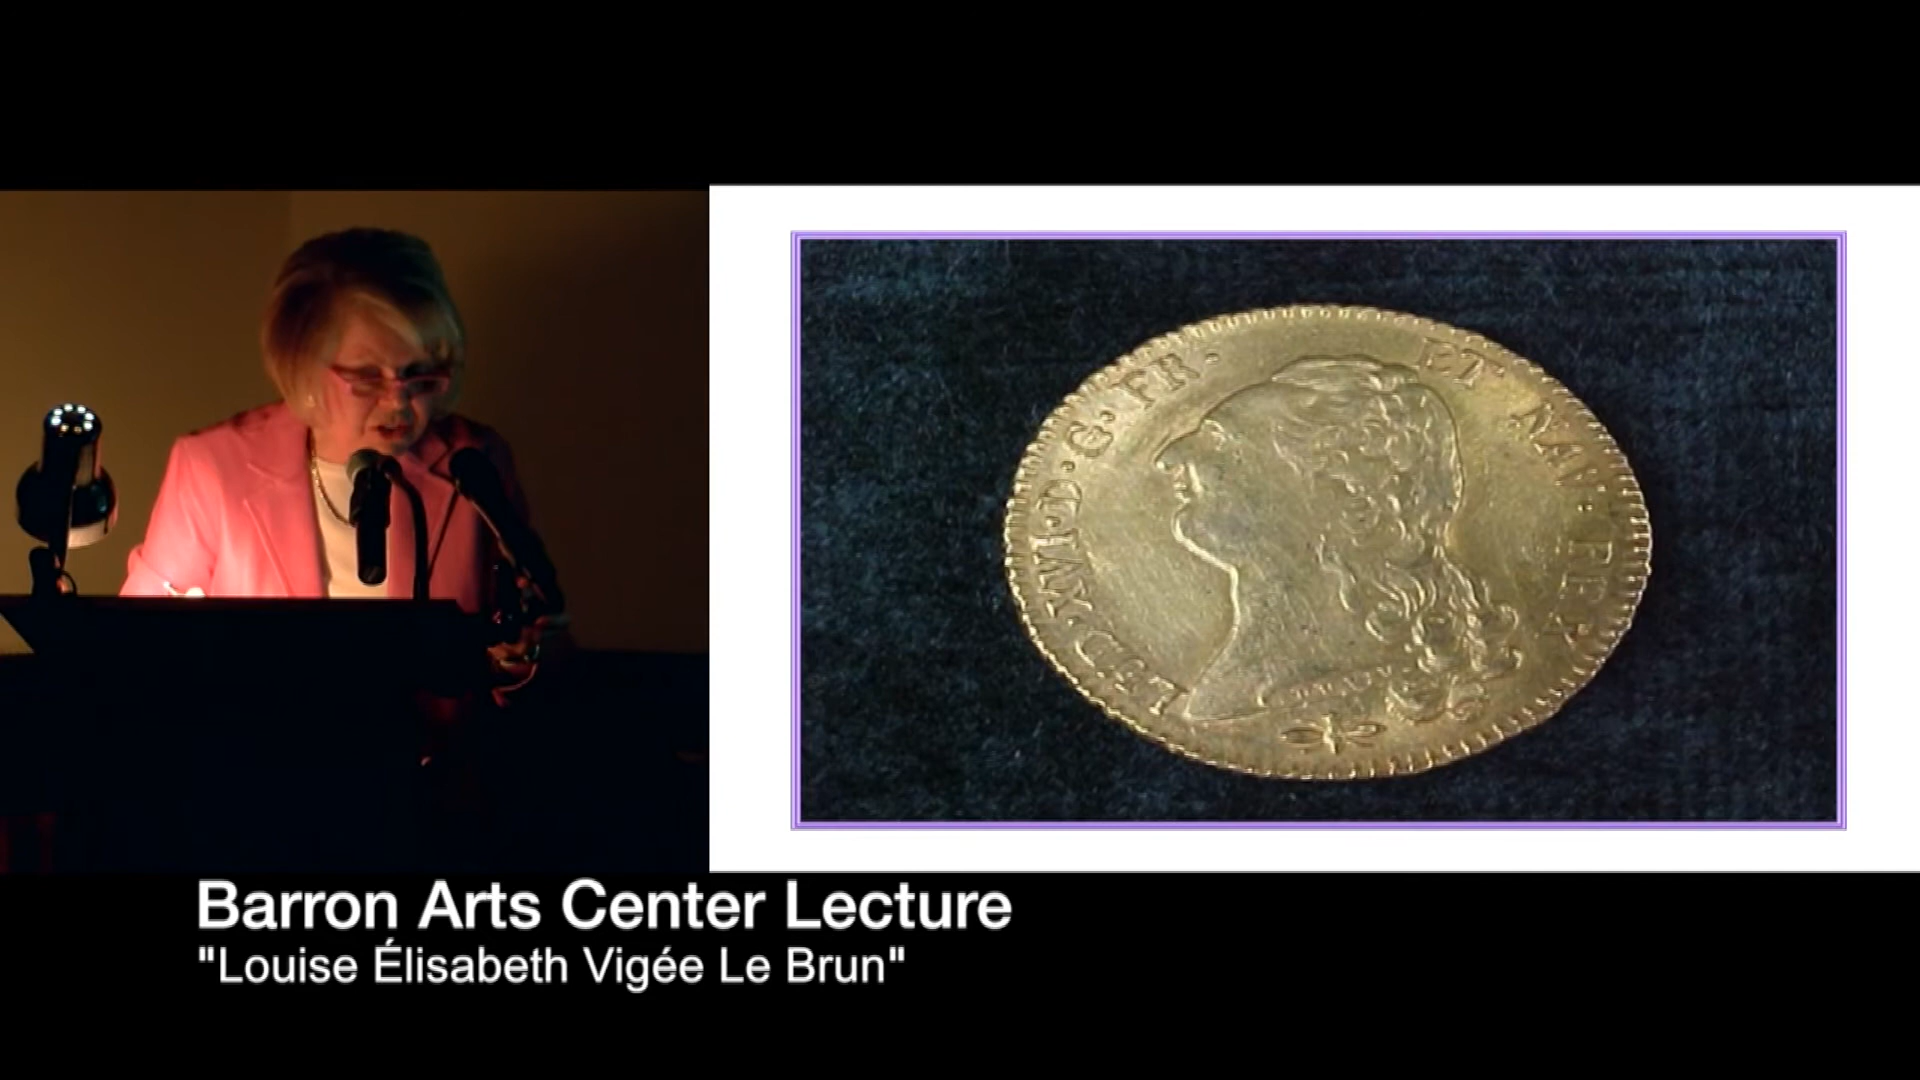 LUD·XVI·D·G·FR· ET NAV·REX
Barron Arts Center Lecture
"Louise Élisabeth Vigée Le Brun"